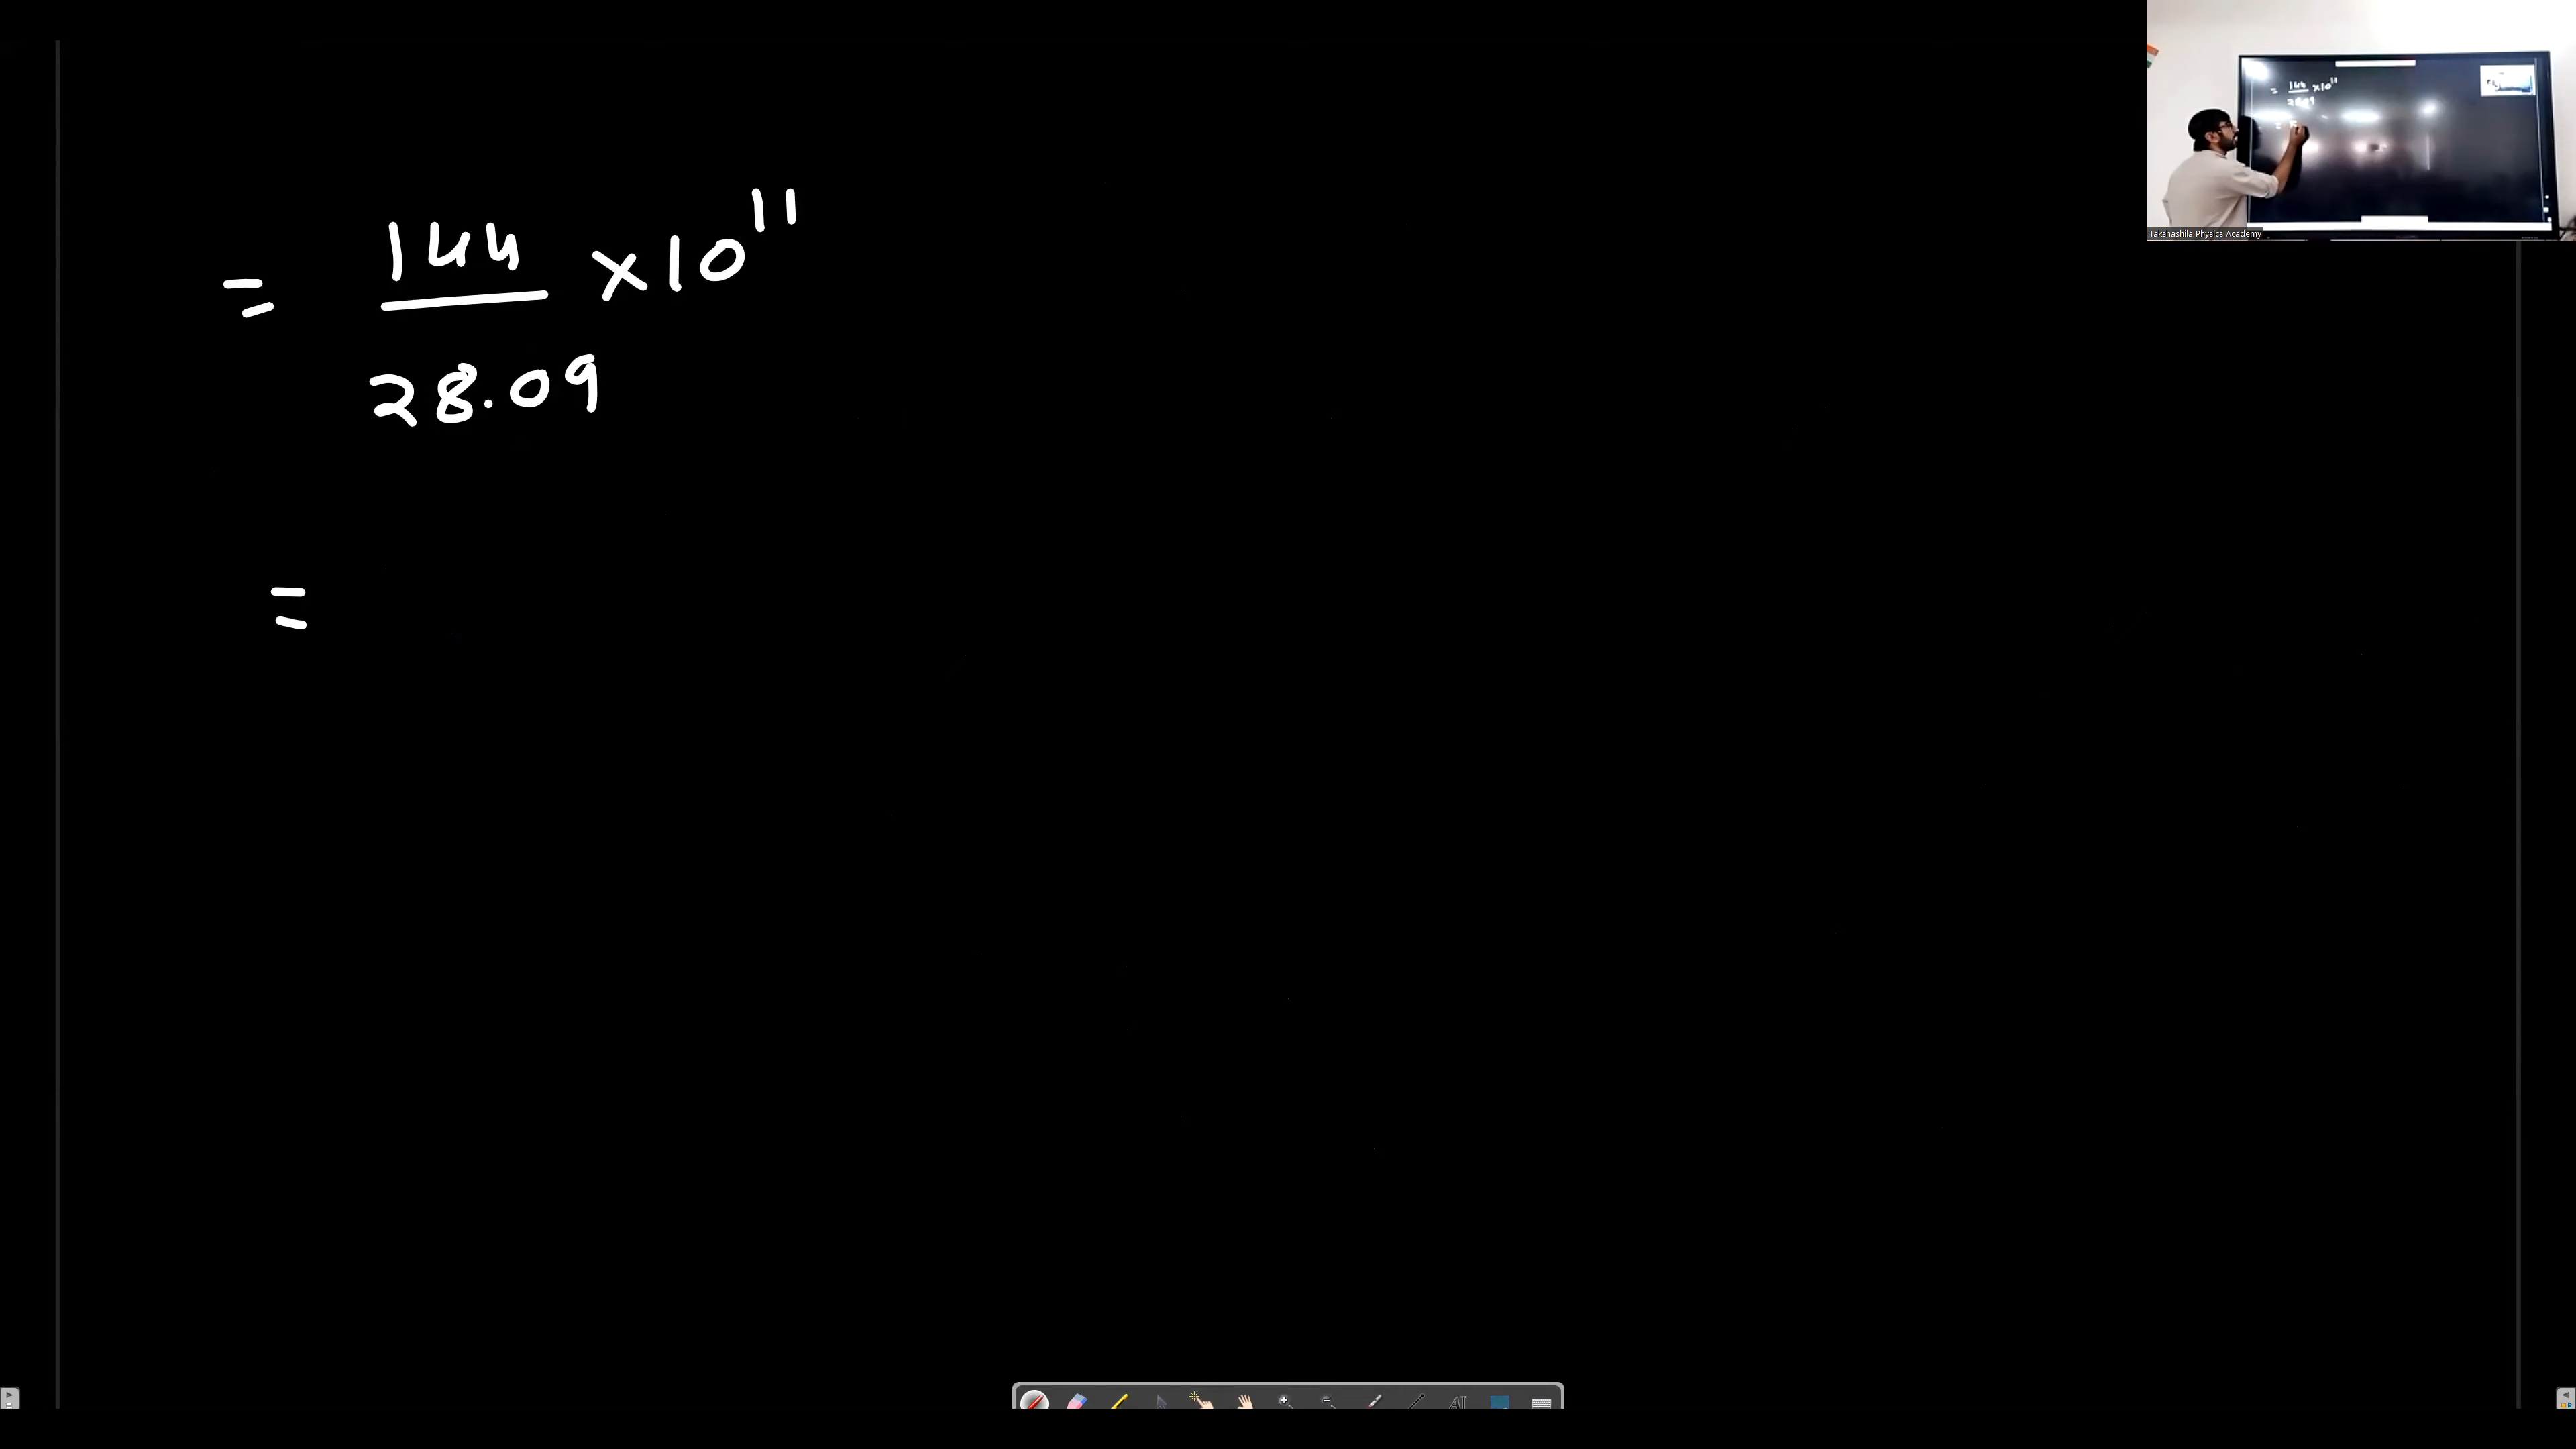 = 144/28.09 ×10¹¹
=
Takshashila Physics Academy